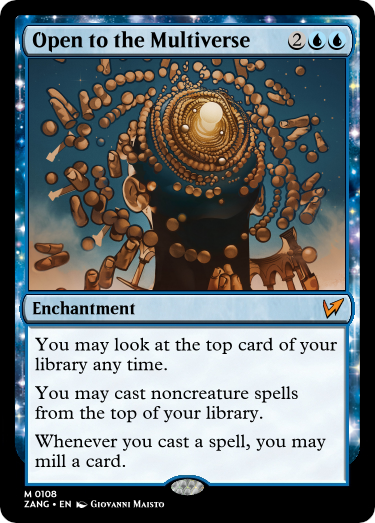 Open to the Multiverse 2
Enchantment
You may look at the top card of your
library any time.
You may cast noncreature spells
from the top of your library.
Whenever you cast a spell, you may
mill a card.
M 0108
ZANG • EN Giovanni Maisto